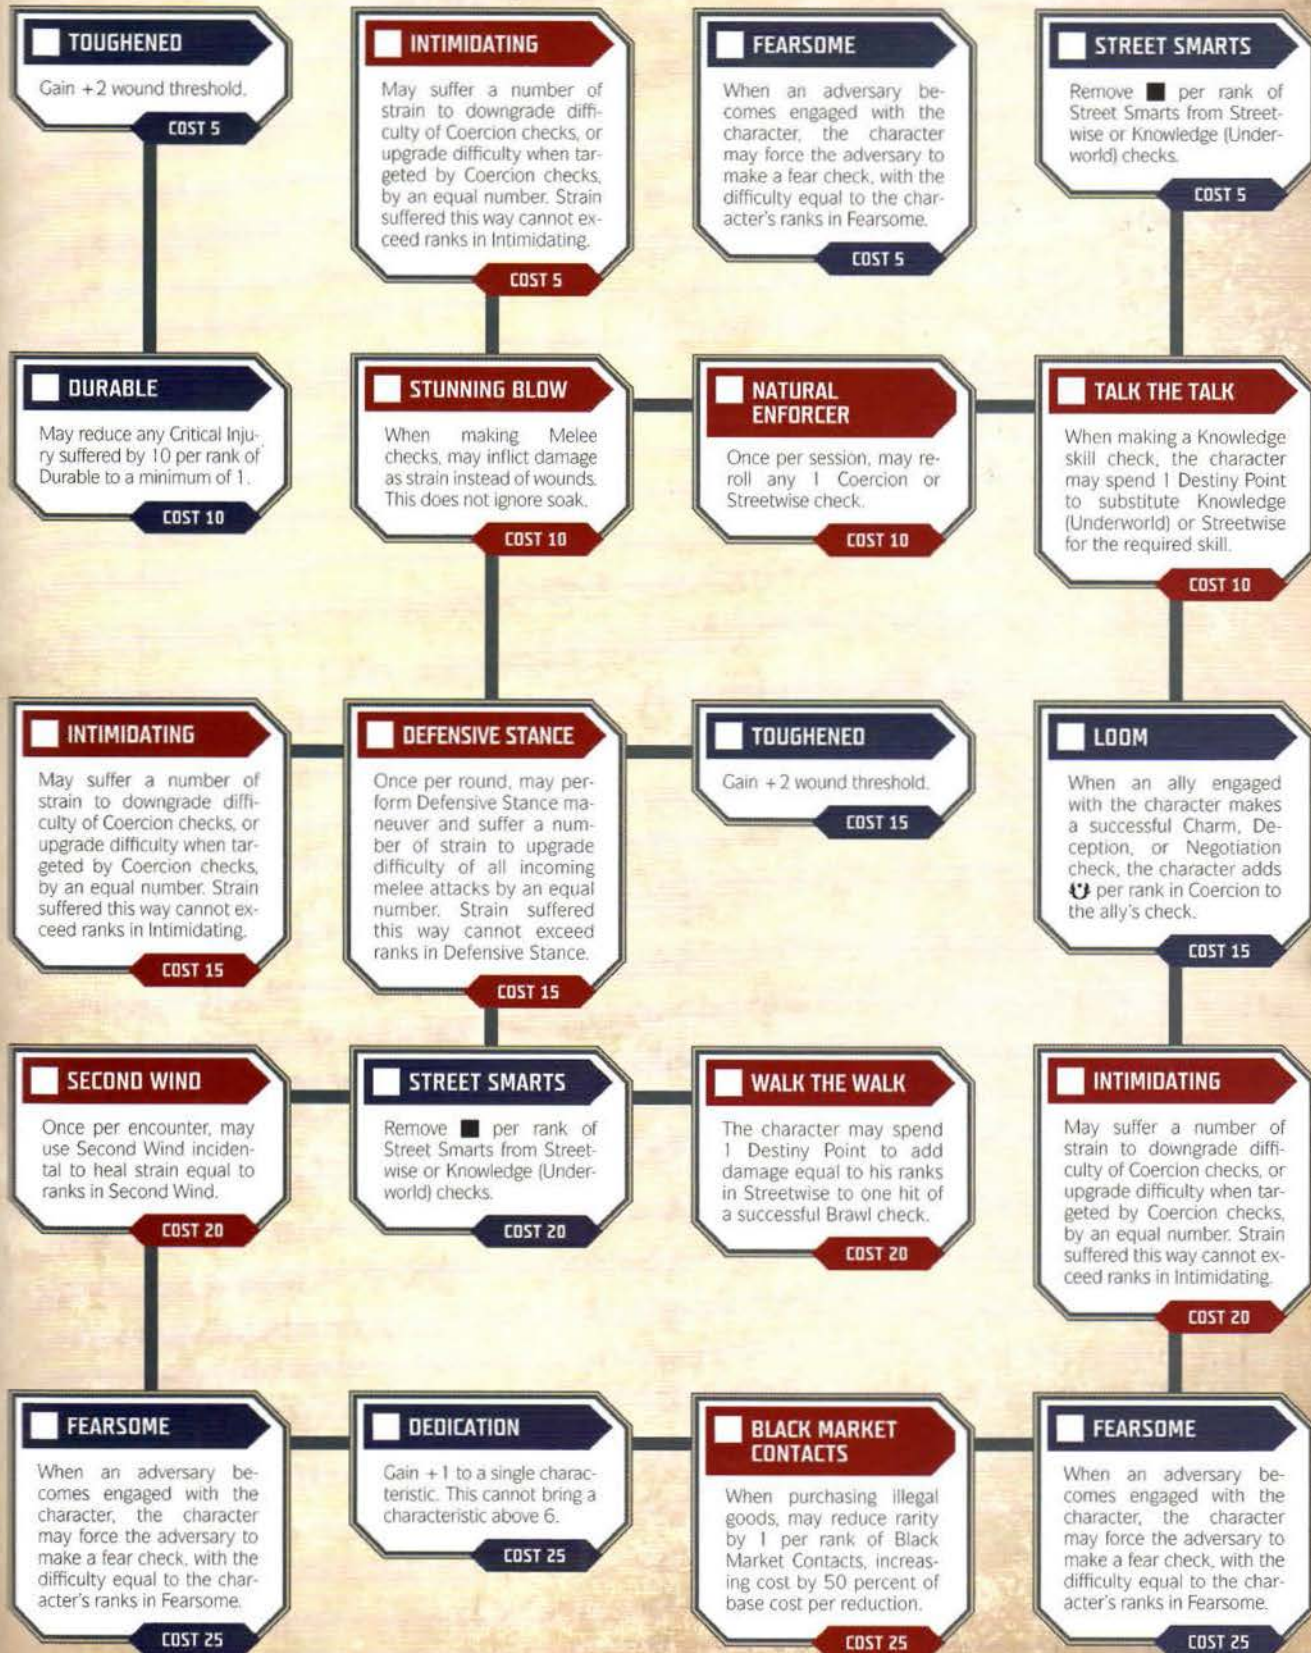 TOUGHENED
Gain +2 wound threshold.
COST 5
INTIMIDATING
May suffer a number of
strain to downgrade diffi-
culty of Coercion checks, or
upgrade difficulty when tar-
geted by Coercion checks,
by an equal number. Strain
suffered this way cannot ex-
ceed ranks in Intimidating.
COST 5
FEARSOME
When an adversary be-
comes engaged with the
character, the character
may force the adversary to
make a fear check, with the
difficulty equal to the char-
acter's ranks in Fearsome.
COST 5
STREET SMARTS
Remove ■ per rank of
Street Smarts from Street-
wise or Knowledge (Under-
world) checks.
COST 5
DURABLE
May reduce any Critical Inju-
ry suffered by 10 per rank of
Durable to a minimum of 1.
COST 10
STUNNING BLOW
When making Melee
checks, may inflict damage
as strain instead of wounds.
This does not ignore soak.
COST 10
NATURAL
ENFORCER
Once per session, may re-
roll any 1 Coercion or
Streetwise check.
COST 10
TALK THE TALK
When making a Knowledge
skill check, the character
may spend 1 Destiny Point
to substitute Knowledge
(Underworld) or Streetwise
for the required skill.
COST 10
INTIMIDATING
May suffer a number of
strain to downgrade diffi-
culty of Coercion checks, or
upgrade difficulty when tar-
geted by Coercion checks,
by an equal number. Strain
suffered this way cannot ex-
ceed ranks in Intimidating.
COST 15
DEFENSIVE STANCE
Once per round, may per-
form Defensive Stance ma-
neuver and suffer a num-
ber of strain to upgrade
difficulty of all incoming
melee attacks by an equal
number. Strain suffered
this way cannot exceed
ranks in Defensive Stance.
COST 15
TOUGHENED
Gain +2 wound threshold.
COST 15
LOOM
When an ally engaged
with the character makes
a successful Charm, De-
ception, or Negotiation
check, the character adds
per rank in Coercion to
the ally's check.
COST 15
SECOND WIND
Once per encounter, may
use Second Wind inciden-
tal to heal strain equal to
ranks in Second Wind.
COST 20
STREET SMARTS
Remove ■ per rank of
Street Smarts from Street-
wise or Knowledge (Under-
world) checks.
COST 20
WALK THE WALK
The character may spend
1 Destiny Point to add
damage equal to his ranks
in Streetwise to one hit of
a successful Brawl check.
COST 20
INTIMIDATING
May suffer a number of
strain to downgrade diffi-
culty of Coercion checks, or
upgrade difficulty when tar-
geted by Coercion checks,
by an equal number. Strain
suffered this way cannot ex-
ceed ranks in Intimidating.
COST 20
FEARSOME
When an adversary be-
comes engaged with the
character, the character
may force the adversary to
make a fear check, with the
difficulty equal to the char-
acter's ranks in Fearsome.
COST 25
DEDICATION
Gain +1 to a single charac-
teristic. This cannot bring a
characteristic above 6.
COST 25
BLACK MARKET
CONTACTS
When purchasing illegal
goods, may reduce rarity
by 1 per rank of Black
Market Contacts, increas-
ing cost by 50 percent of
base cost per reduction.
COST 25
FEARSOME
When an adversary be-
comes engaged with the
character, the character
may force the adversary to
make a fear check, with the
difficulty equal to the char-
acter's ranks in Fearsome.
COST 25